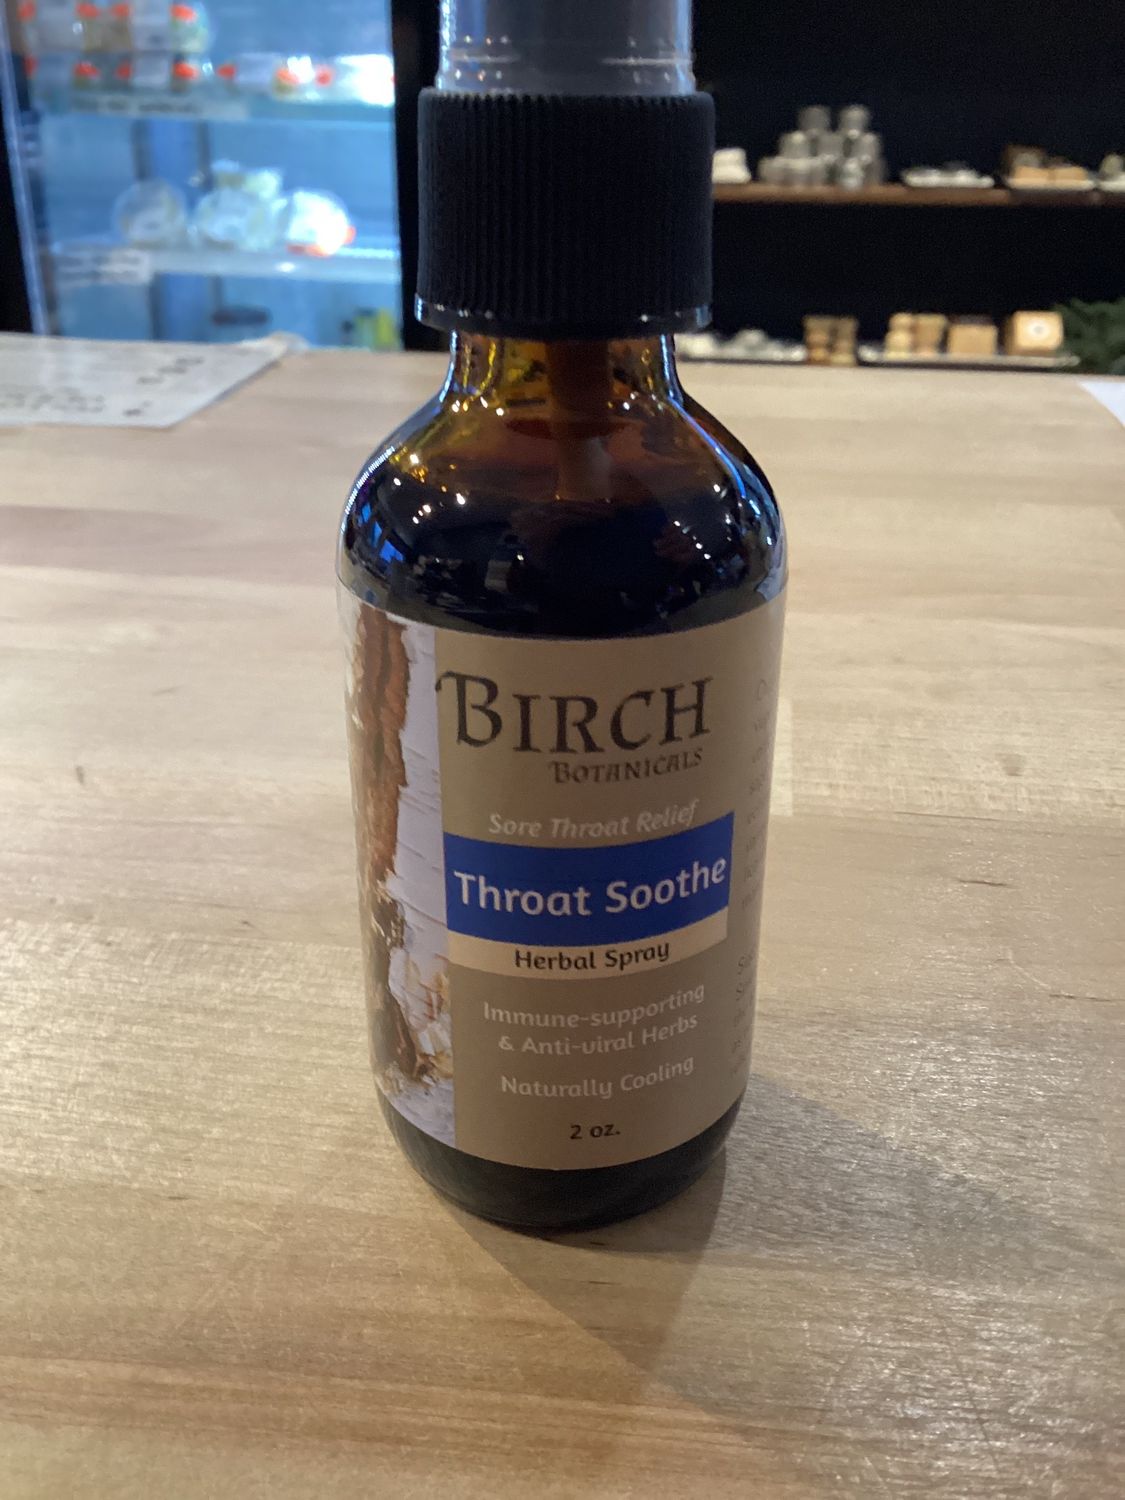 BIRCH
BOTANICALS
Sore Throat Relief
Throat Soothe
Herbal Spray
Immune-supporting
& Anti-viral Herbs
Naturally Cooling
2 oz.